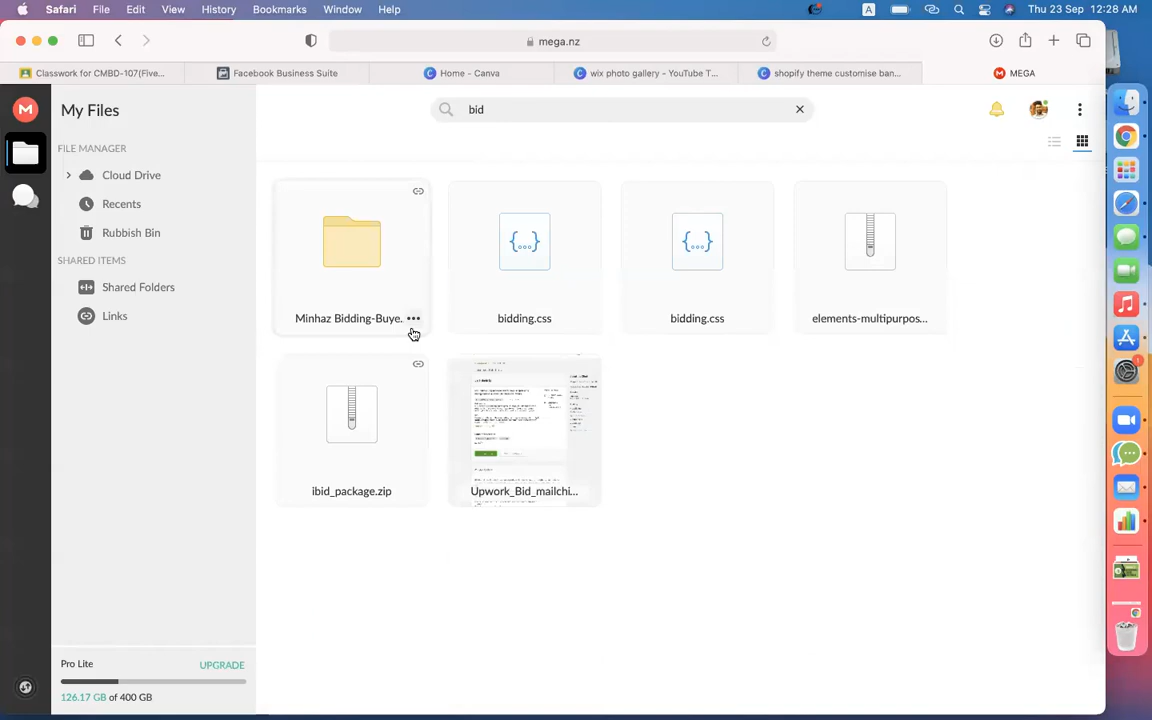 Safari File Edit View History Bookmarks Window Help A Thu 23 Sep 12:28 AM
mega.nz
Classwork for CMBD-107(Five... Facebook Business Suite Home - Canva wix photo gallery - YouTube T... shopify theme customise ban... MEGA
My Files
bid
FILE MANAGER
Cloud Drive
Recents
Rubbish Bin
SHARED ITEMS
Shared Folders
Links
Minhaz Bidding-Buye... bidding.css bidding.css elements-multipurpos...
ibid_package.zip Upwork_Bid_mailchi...
Pro Lite UPGRADE
126.17 GB of 400 GB